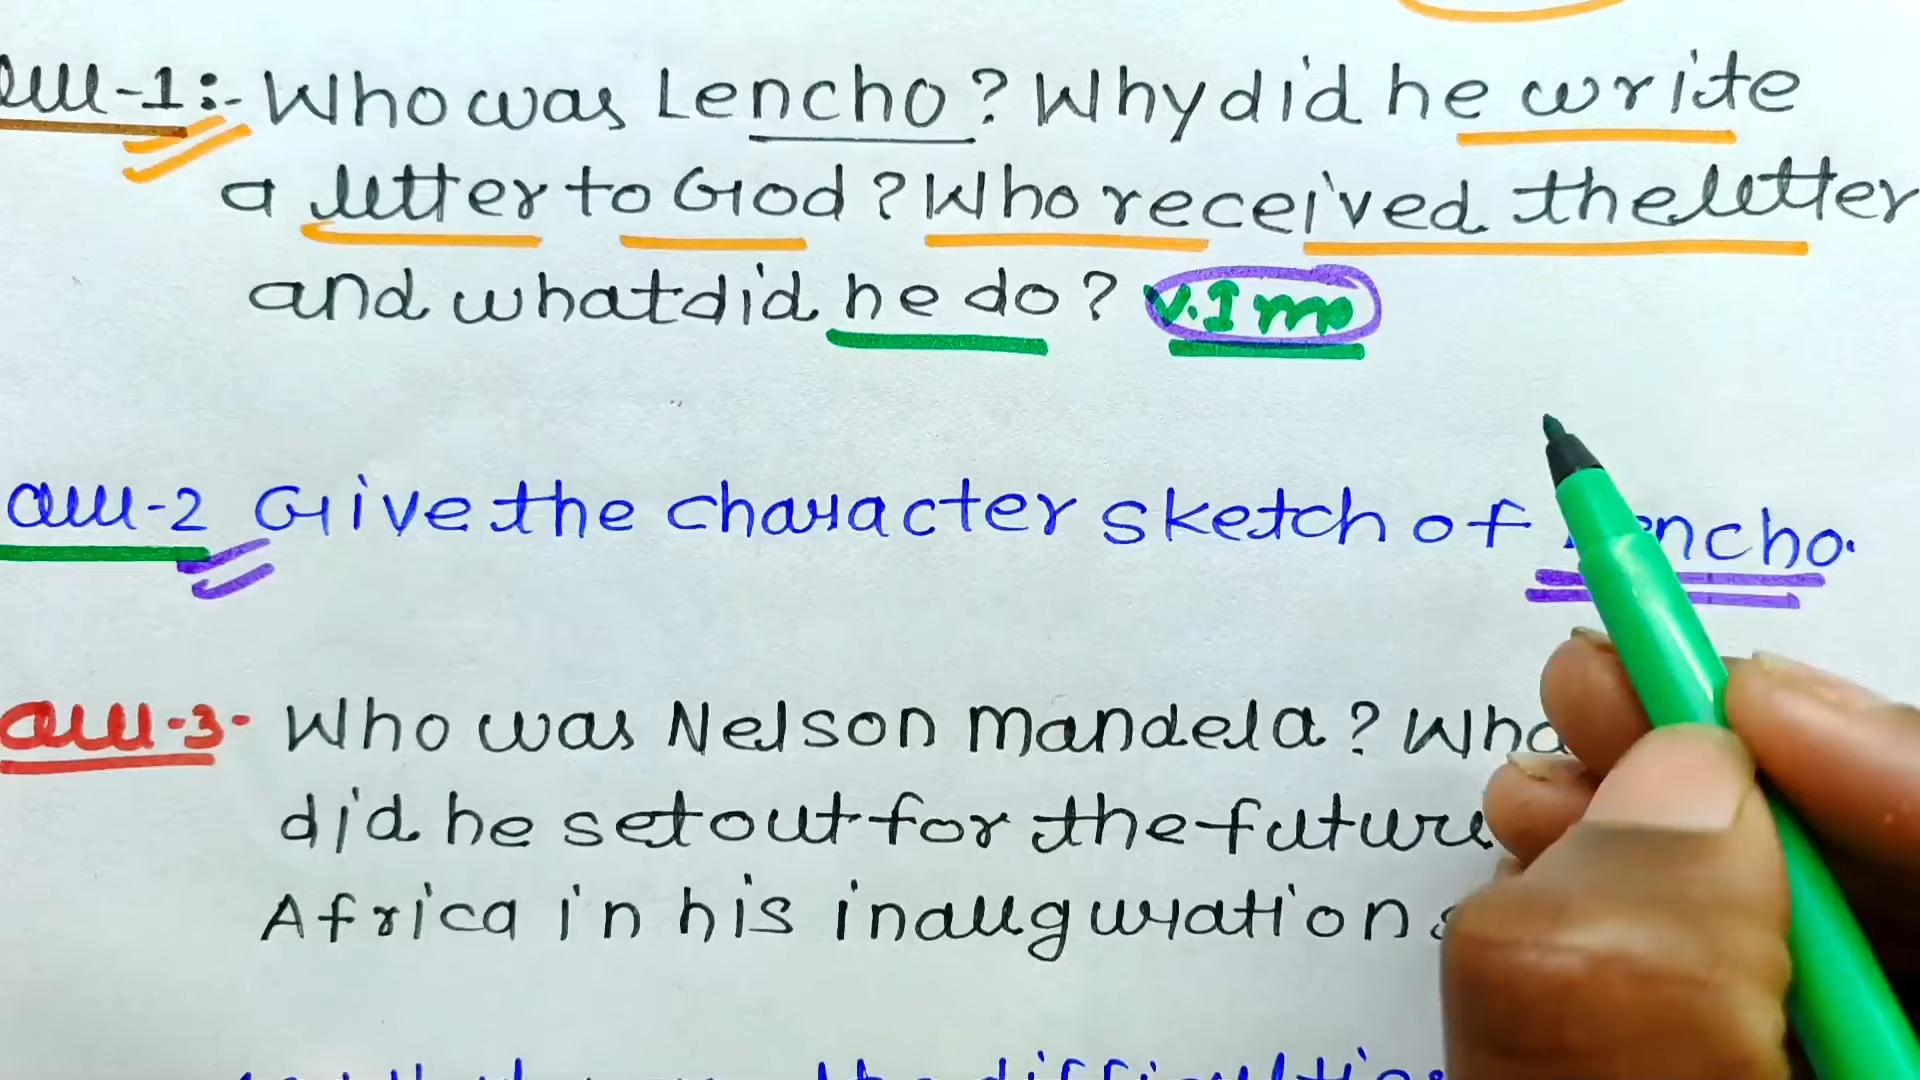 Que-1:- Who was Lencho? Why did he write
a letter to God? Who received the letter
and what did he do? V.Imp
Que-2 Give the character sketch of Lencho.
Que-3- Who was Nelson Mandela?
did he set out for the future
Africa in his inauguration
the difficulties